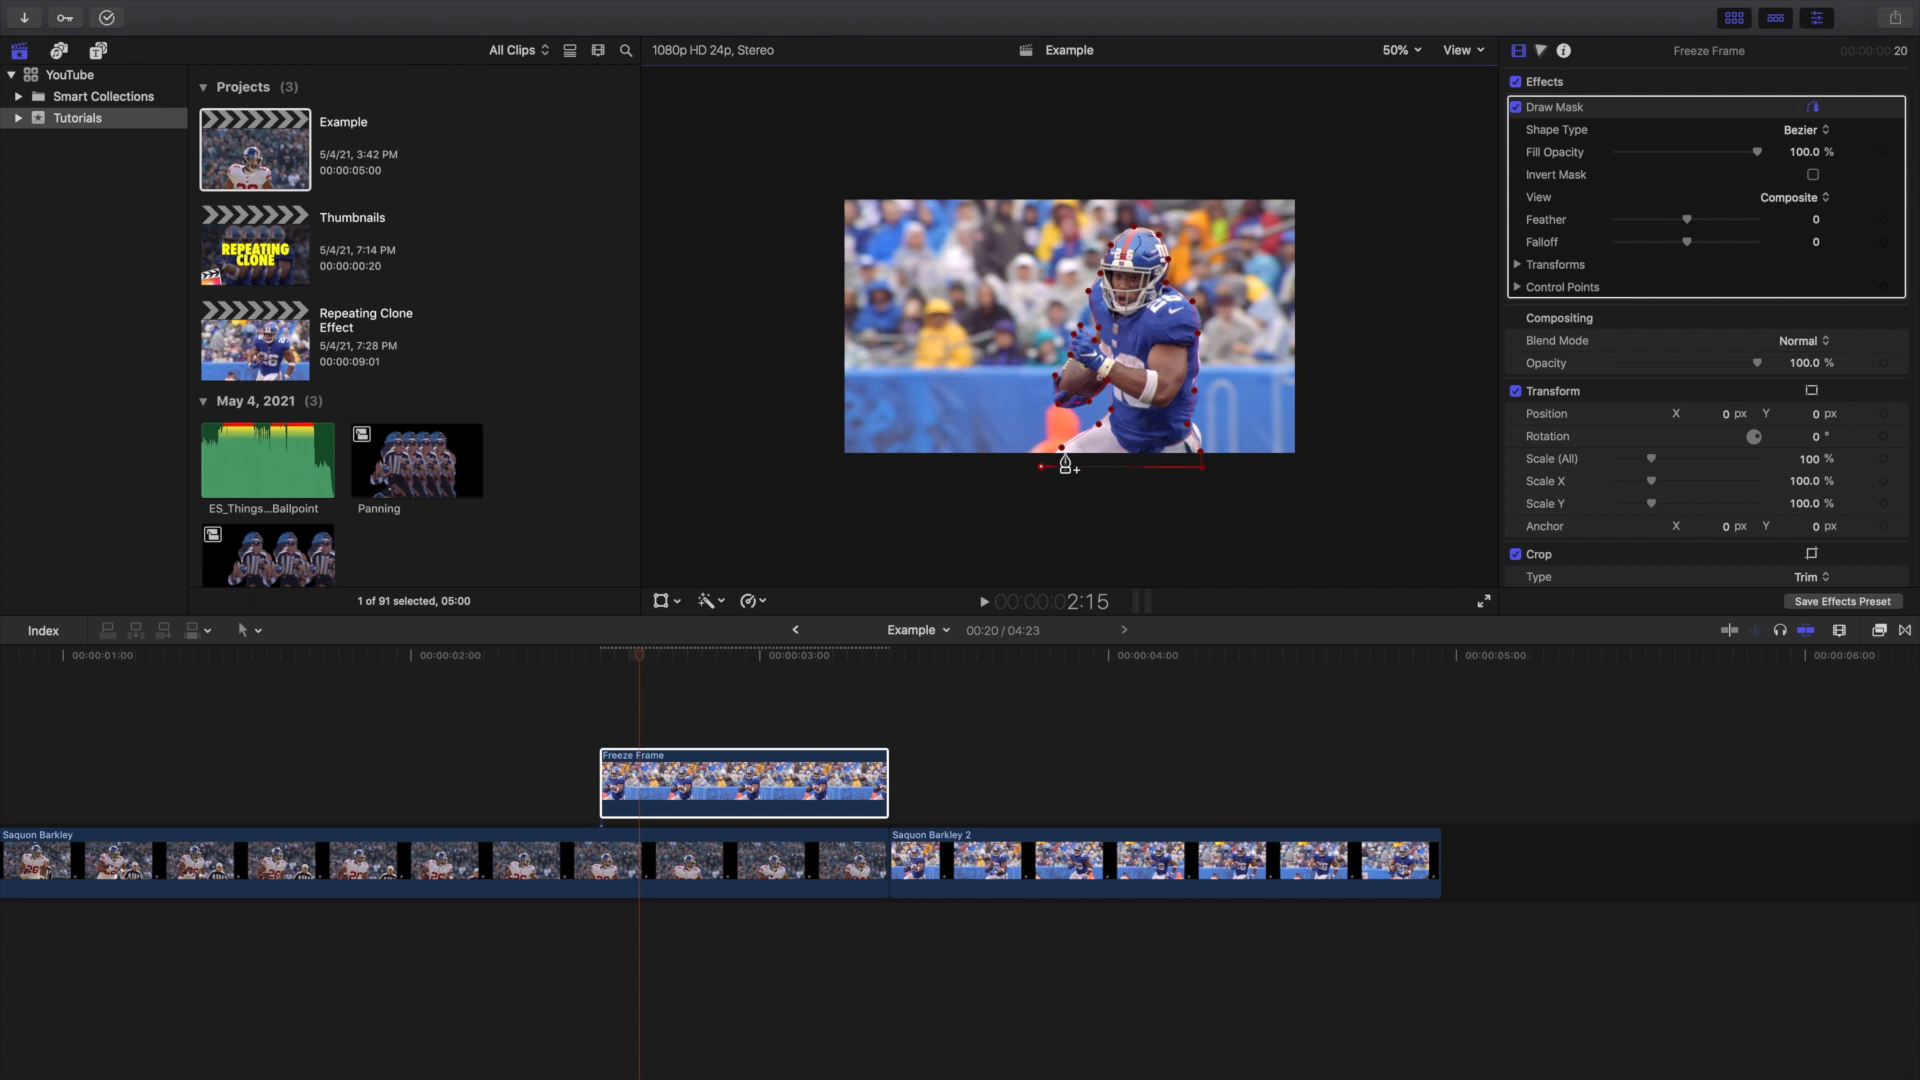 All Clips
1080p HD 24p, Stereo
Example
50%
View
Freeze Frame
00:00:00:20
YouTube
Smart Collections
Tutorials
Projects (3)
Example
5/4/21, 3:42 PM
00:00:05:00
Thumbnails
5/4/21, 7:14 PM
00:00:00:20
REPEATING
CLONE
Repeating Clone
Effect
5/4/21, 7:28 PM
00:00:09:01
May 4, 2021 (3)
ES_Things...Ballpoint
Panning
1 of 91 selected, 05:00
26
26
00:00:02:15
Effects
Draw Mask
Shape Type
Bezier
Fill Opacity
100.0 %
Invert Mask
View
Composite
Feather
0
Falloff
0
Transforms
Control Points
Compositing
Blend Mode
Normal
Opacity
100.0 %
Transform
Position
X 0 px Y 0 px
Rotation
0 °
Scale (All)
100 %
Scale X
100.0 %
Scale Y
100.0 %
Anchor
X 0 px Y 0 px
Crop
Type
Trim
Save Effects Preset
Index
Example
00:20 / 04:23
00:00:01:00
00:00:02:00
00:00:03:00
00:00:04:00
00:00:05:00
00:00:06:00
Freeze Frame
Saquon Barkley
Saquon Barkley 2